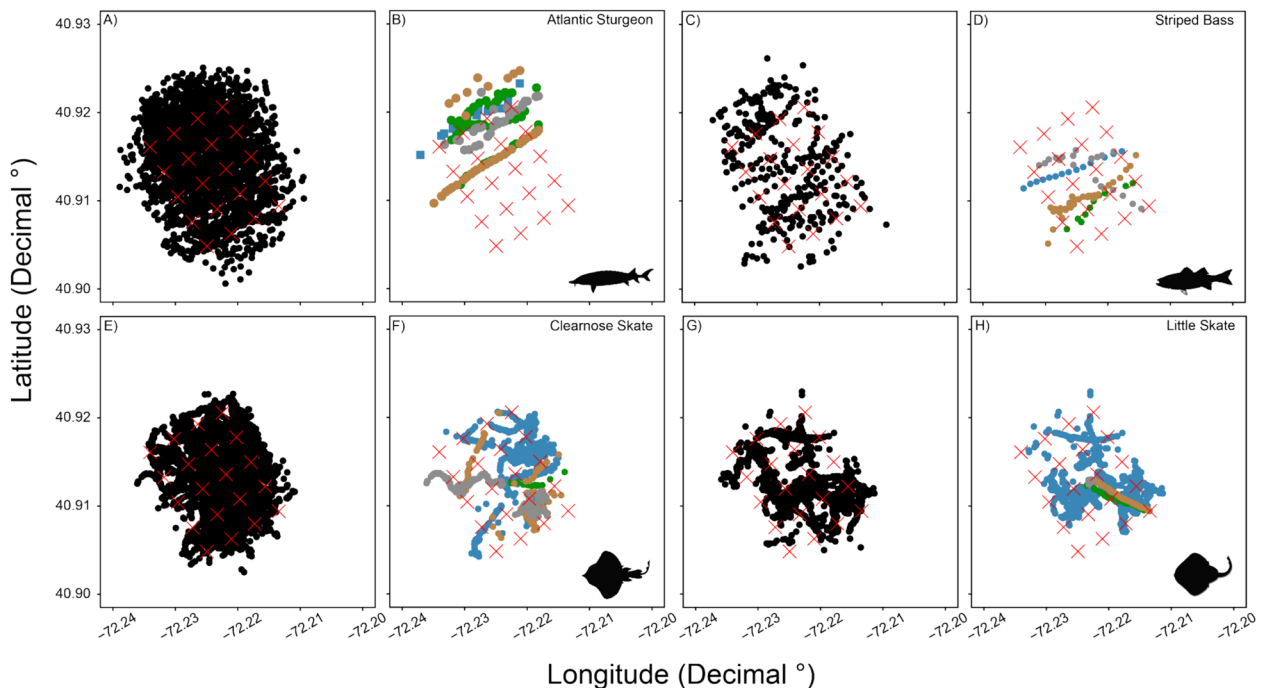 A)
B)
Atlantic Sturgeon
C)
D)
Striped Bass
40.93
40.92
40.91
40.90
E)
F)
Clearnose Skate
G)
H)
Little Skate
40.93
40.92
40.91
40.90
Latitude (Decimal °)
−72.24
−72.23
−72.22
−72.21
−72.20
−72.24
−72.23
−72.22
−72.21
−72.20
−72.24
−72.23
−72.22
−72.21
−72.20
−72.24
−72.23
−72.22
−72.21
−72.20
Longitude (Decimal °)